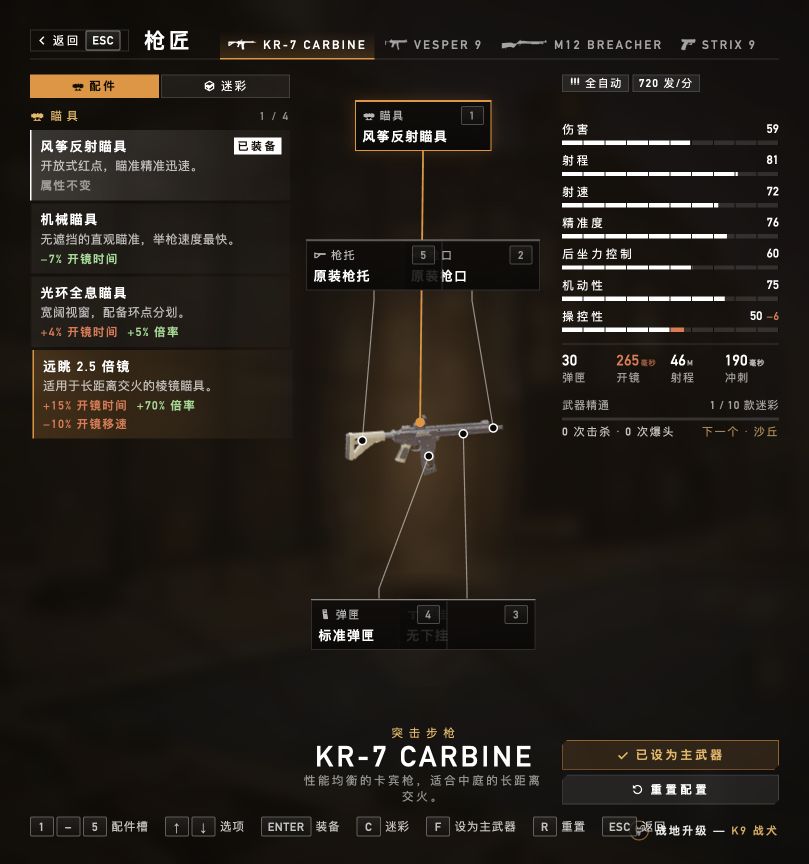 返回 ESC 枪匠 KR-7 CARBINE VESPER 9 M12 BREACHER STRIX 9
配件 迷彩
瞄具 1 / 4
风筝反射瞄具 已装备
开放式红点，瞄准精准迅速。
属性不变
机械瞄具
无遮挡的直观瞄准，举枪速度最快。
−7% 开镜时间
光环全息瞄具
宽阔视窗，配备环点分划。
+4% 开镜时间 +5% 倍率
远眺 2.5 倍镜
适用于长距离交火的棱镜瞄具。
+15% 开镜时间 +70% 倍率
−10% 开镜移速
瞄具 1
风筝反射瞄具
枪托 5
原装枪托
口 2
原装枪口
弹匣 4
标准弹匣
3
无下挂
全自动 720 发/分
伤害 59
射程 81
射速 72
精准度 76
后坐力控制 60
机动性 75
操控性 50 −6
30 265毫秒 46M 190毫秒
弹匣 开镜 射程 冲刺
武器精通 1 / 10 款迷彩
0 次击杀 · 0 次爆头 下一个 · 沙丘
突击步枪
KR-7 CARBINE
性能均衡的卡宾枪，适合中庭的长距离
交火。
已设为主武器
重置配置
1 – 5 配件槽 ↑ ↓ 选项 ENTER 装备 C 迷彩 F 设为主武器 R 重置 ESC 返回
战地升级 — K9 战犬